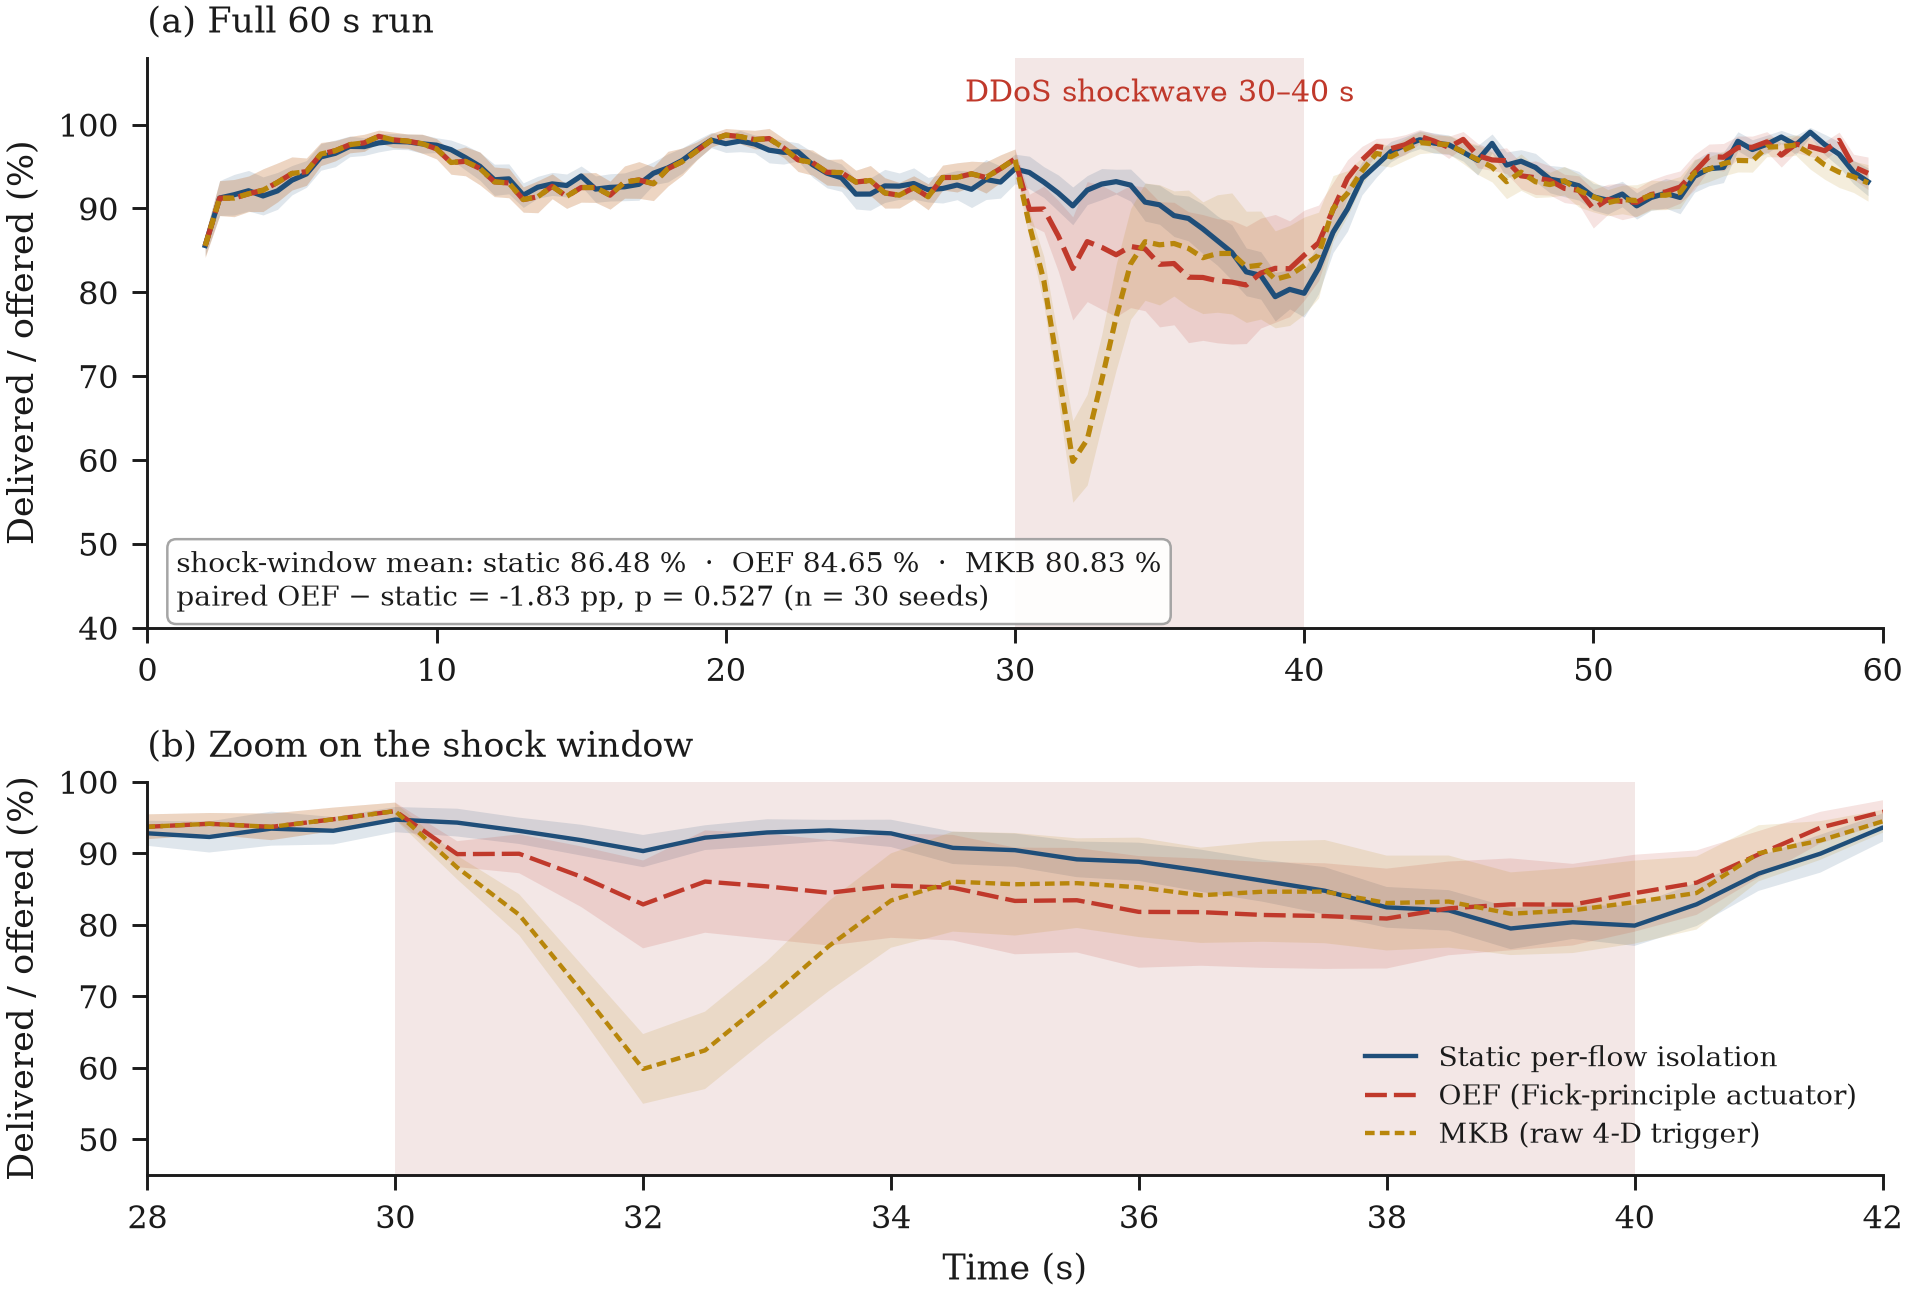 (a) Full 60 s run
DDoS shockwave 30–40 s
Delivered / offered (%)
100
90
80
70
60
50
40
shock-window mean: static 86.48 % · OEF 84.65 % · MKB 80.83 %
paired OEF − static = -1.83 pp, p = 0.527 (n = 30 seeds)
0 10 20 30 40 50 60
(b) Zoom on the shock window
Delivered / offered (%)
100
90
80
70
60
50
Static per-flow isolation
OEF (Fick-principle actuator)
MKB (raw 4-D trigger)
28 30 32 34 36 38 40 42
Time (s)